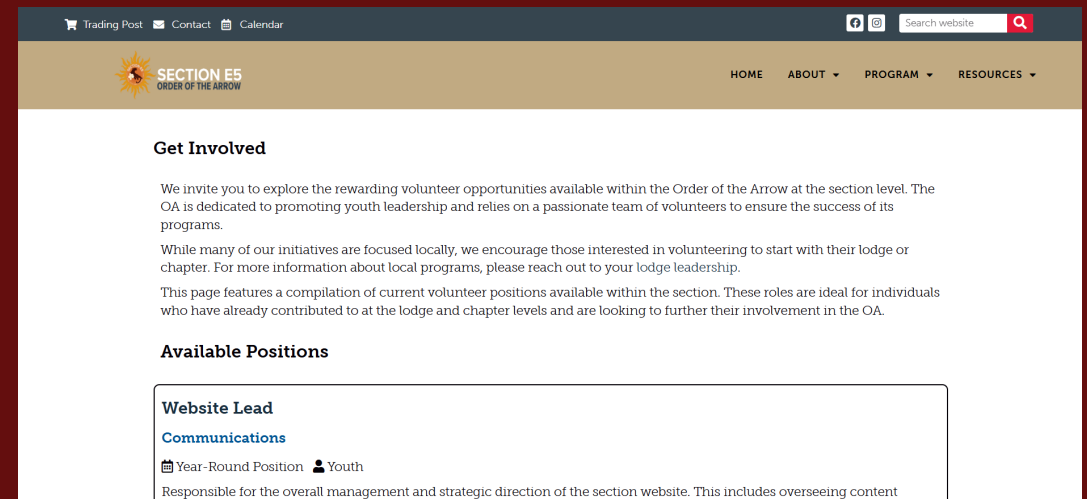 Trading Post Contact Calendar Search website
SECTION E5
ORDER OF THE ARROW
HOME ABOUT PROGRAM RESOURCES
Get Involved
We invite you to explore the rewarding volunteer opportunities available within the Order of the Arrow at the section level. The
OA is dedicated to promoting youth leadership and relies on a passionate team of volunteers to ensure the success of its
programs.
While many of our initiatives are focused locally, we encourage those interested in volunteering to start with their lodge or
chapter. For more information about local programs, please reach out to your lodge leadership.
This page features a compilation of current volunteer positions available within the section. These roles are ideal for individuals
who have already contributed to at the lodge and chapter levels and are looking to further their involvement in the OA.
Available Positions
Website Lead
Communications
Year-Round Position Youth
Responsible for the overall management and strategic direction of the section website. This includes overseeing content